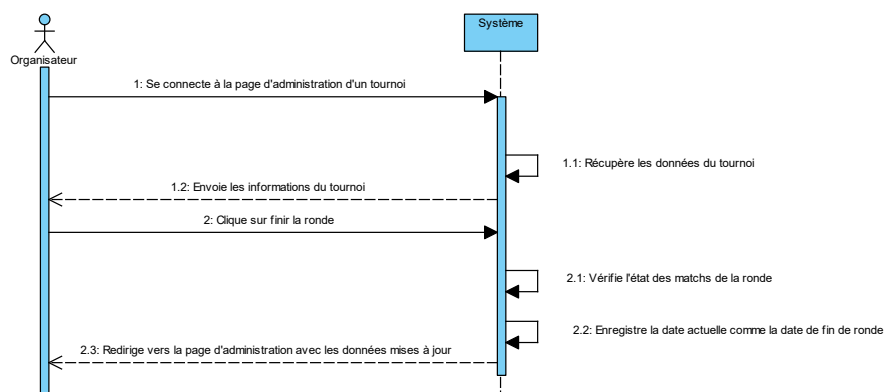 Système
Organisateur
1: Se connecte à la page d'administration d'un tournoi
1.1: Récupère les données du tournoi
1.2: Envoie les informations du tournoi
2: Clique sur finir la ronde
2.1: Vérifie l'état des matchs de la ronde
2.2: Enregistre la date actuelle comme la date de fin de ronde
2.3: Redirige vers la page d'administration avec les données mises à jour